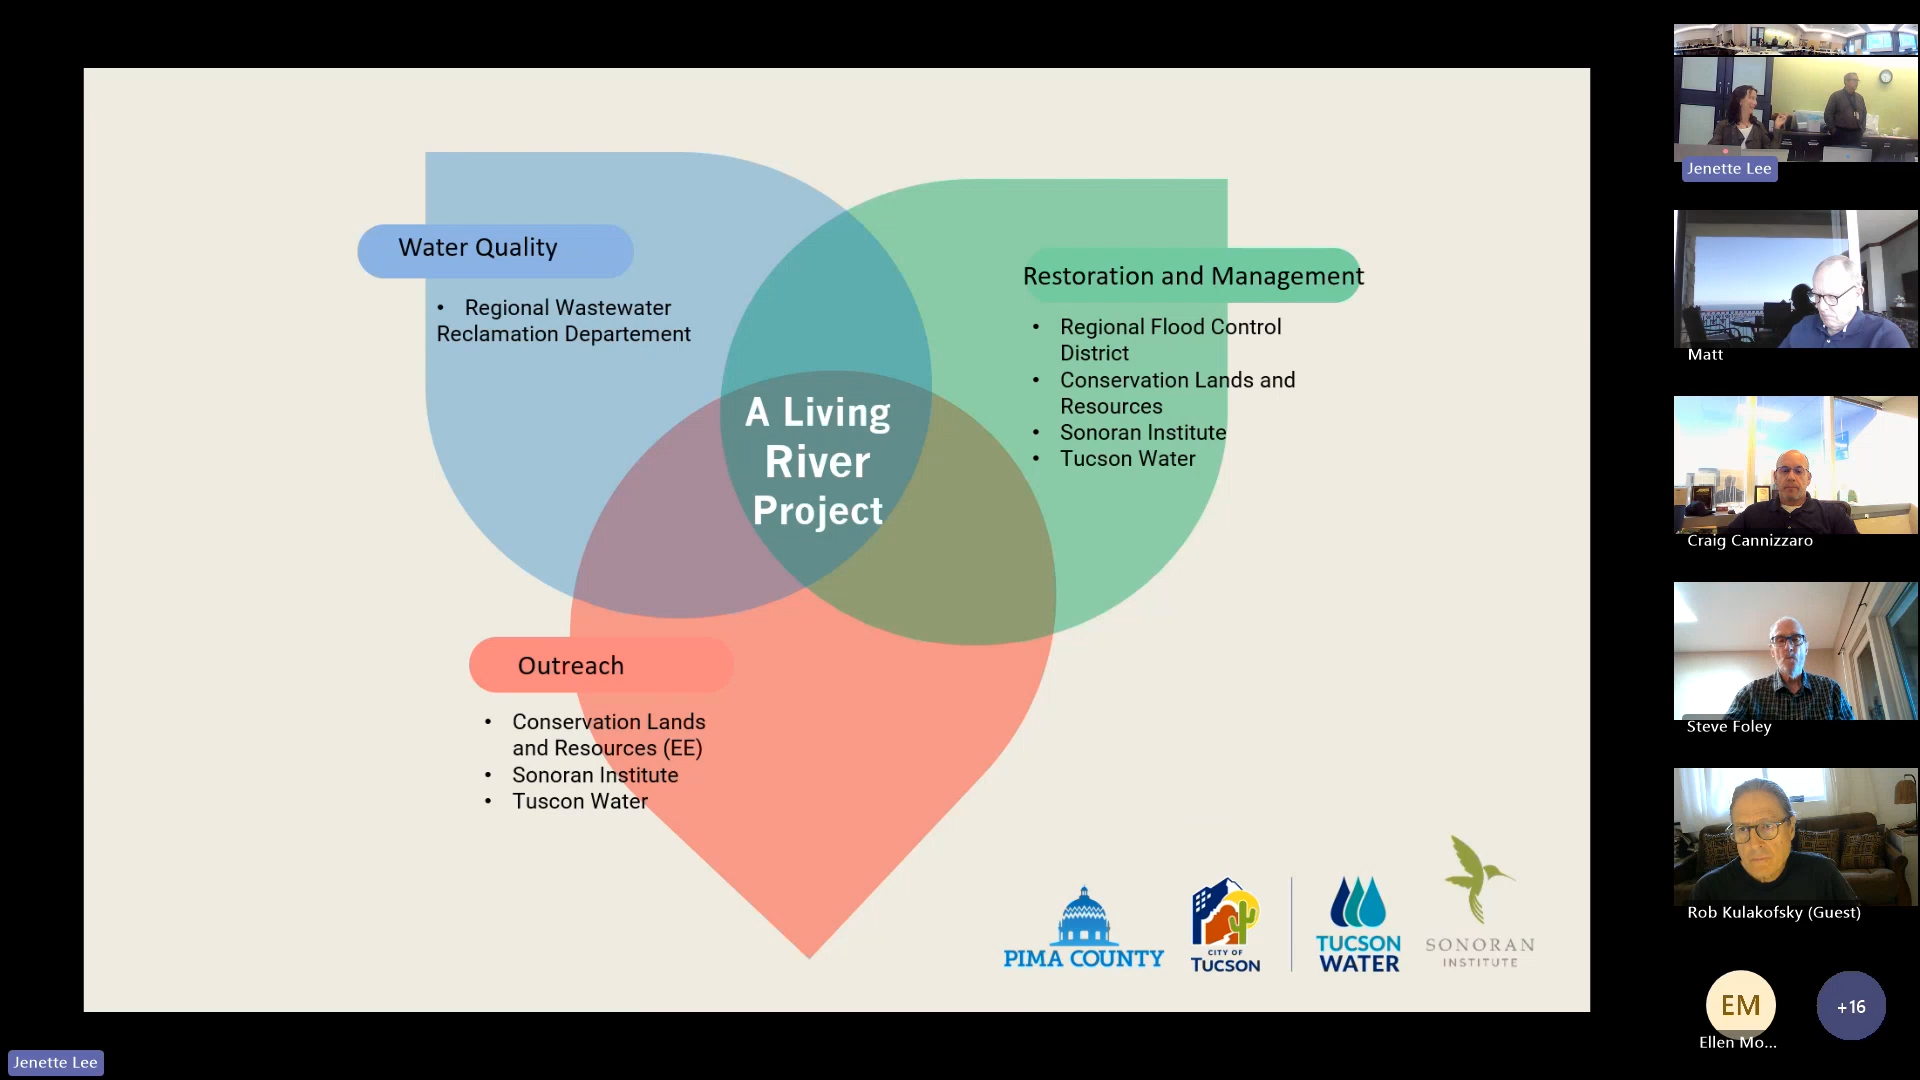 Water Quality
• Regional Wastewater
Reclamation Departement
Restoration and Management
• Regional Flood Control
District
• Conservation Lands and
Resources
• Sonoran Institute
• Tucson Water
A Living
River
Project
Outreach
• Conservation Lands
and Resources (EE)
• Sonoran Institute
• Tuscon Water
PIMA COUNTY
CITY OF
TUCSON
TUCSON
WATER
SONORAN
INSTITUTE
Jenette Lee
Matt
Craig Cannizzaro
Steve Foley
Rob Kulakofsky (Guest)
EM
Ellen Mo...
+16
Jenette Lee